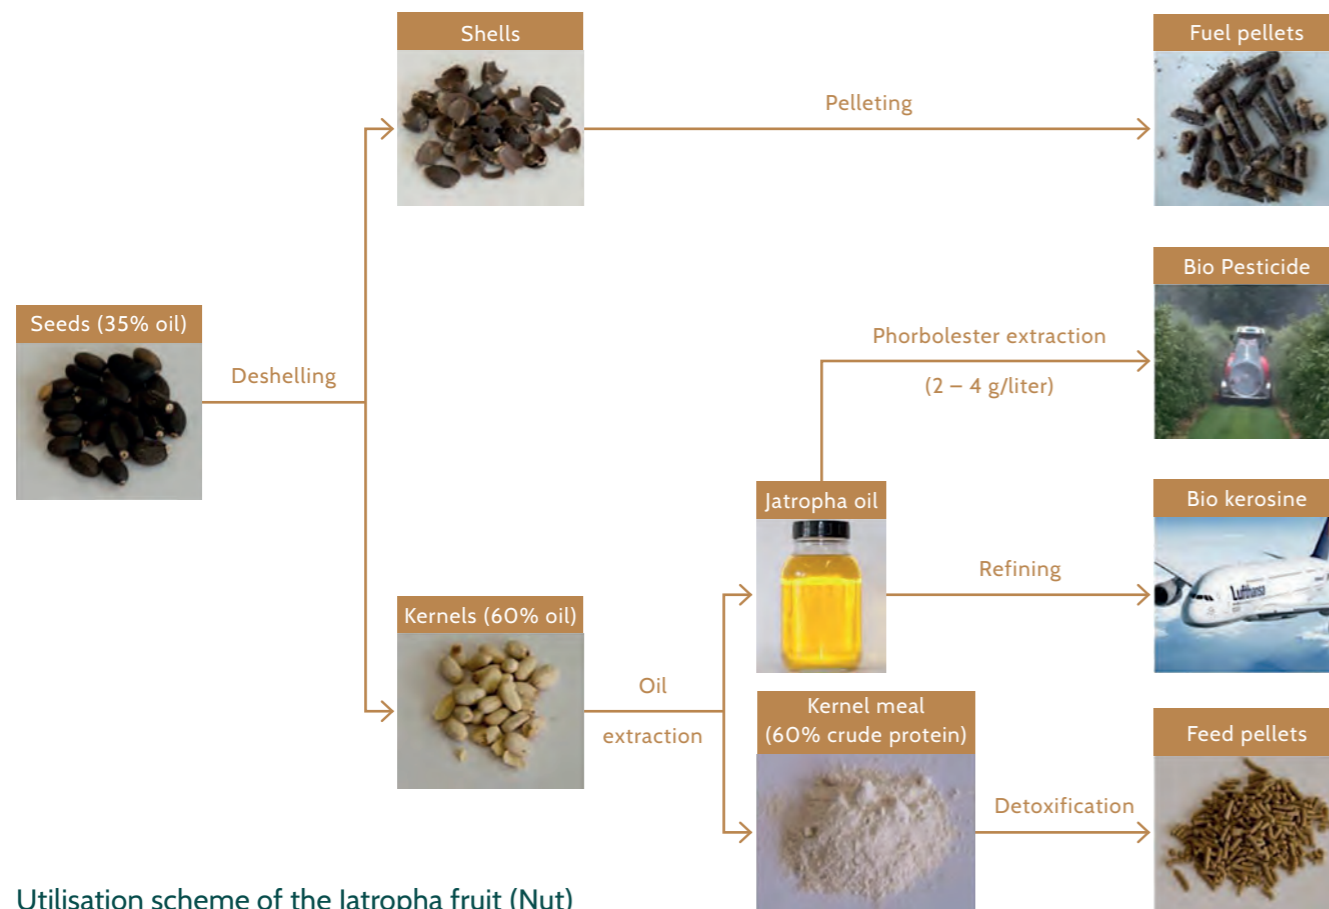 Shells
Fuel pellets
Pelleting
Bio Pesticide
Seeds (35% oil)
Phorbolester extraction
(2 – 4 g/liter)
Deshelling
Jatropha oil
Bio kerosine
Refining
Lufthansa
Kernels (60% oil)
Oil
extraction
Kernel meal
(60% crude protein)
Feed pellets
Detoxification
Utilisation scheme of the Jatropha fruit (Nut)